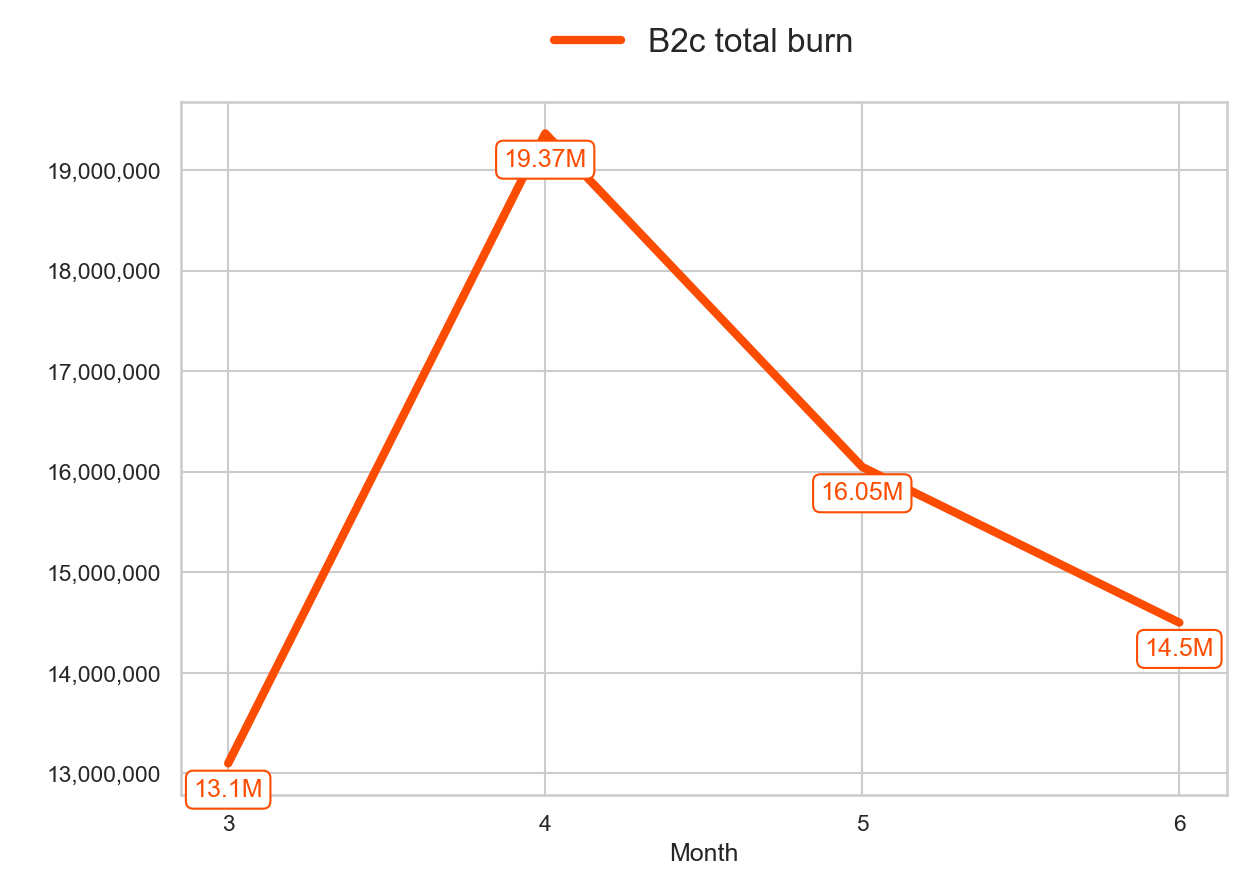 B2c total burn
19,000,000
18,000,000
17,000,000
16,000,000
15,000,000
14,000,000
13,000,000
19.37M
16.05M
14.5M
13.1M
3 4 5 6
Month